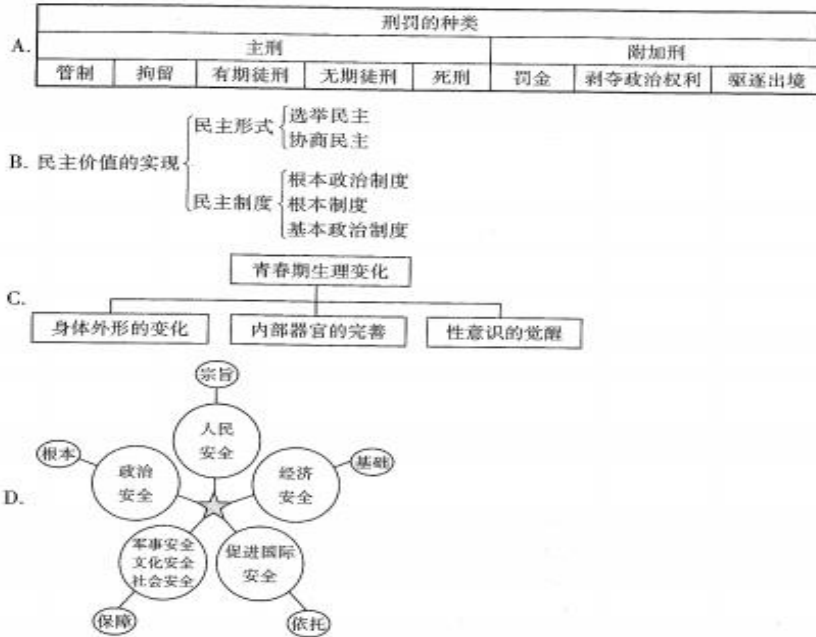 刑罚的种类
A. 主刑 附加刑
管制 拘留 有期徒刑 无期徒刑 死刑 罚金 剥夺政治权利 驱逐出境
选举民主
民主形式
协商民主
B. 民主价值的实现
根本政治制度
民主制度 根本制度
基本政治制度
青春期生理变化
C.
身体外形的变化 内部器官的完善 性意识的觉醒
宗旨
人民
安全
根本 基础
政治 经济
安全 安全
D.
军事安全 促进国际
文化安全 安全
社会安全
保障 依托